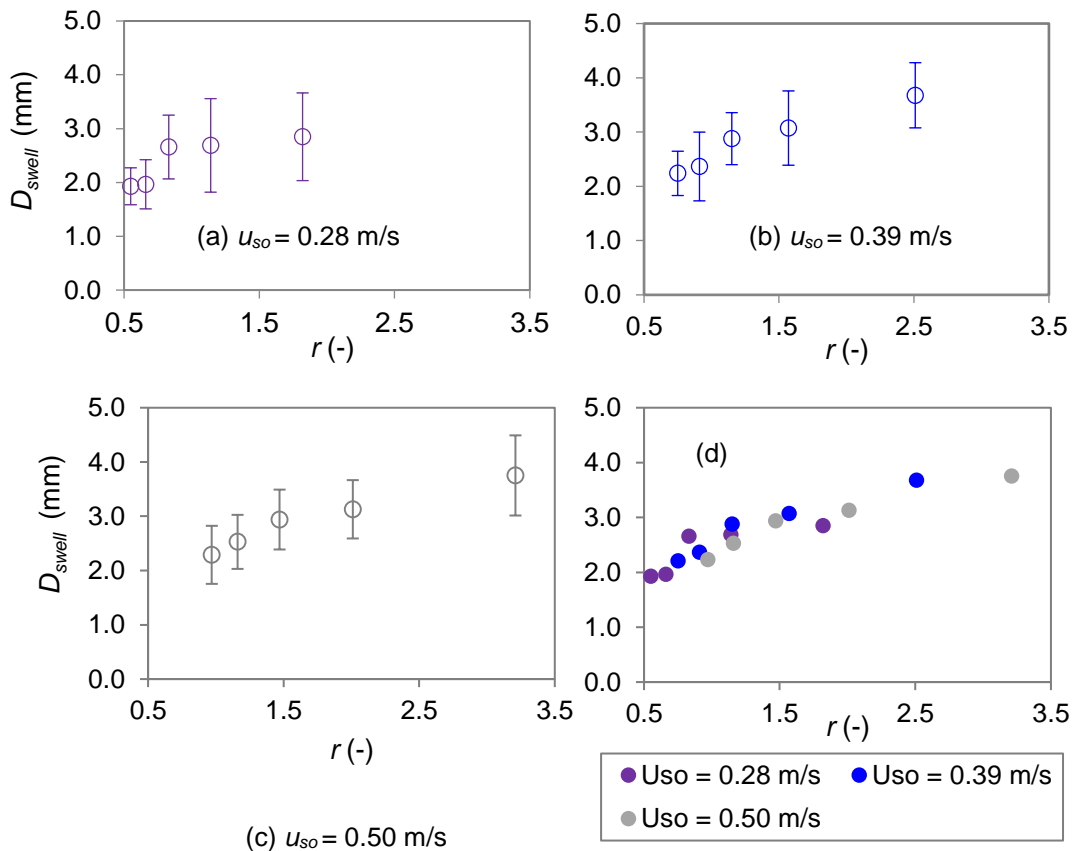 5.0
4.0
3.0
2.0
1.0
0.0
D_swell (mm)
(a) u_so = 0.28 m/s
0.5 1.5 2.5 3.5
r (-)
5.0
4.0
3.0
2.0
1.0
0.0
(b) u_so = 0.39 m/s
0.5 1.5 2.5 3.5
r (-)
5.0
4.0
3.0
2.0
1.0
0.0
D_swell (mm)
0.5 1.5 2.5 3.5
r (-)
(c) u_so = 0.50 m/s
5.0
4.0
3.0
2.0
1.0
0.0
(d)
0.5 1.5 2.5 3.5
r (-)
Uso = 0.28 m/s Uso = 0.39 m/s
Uso = 0.50 m/s